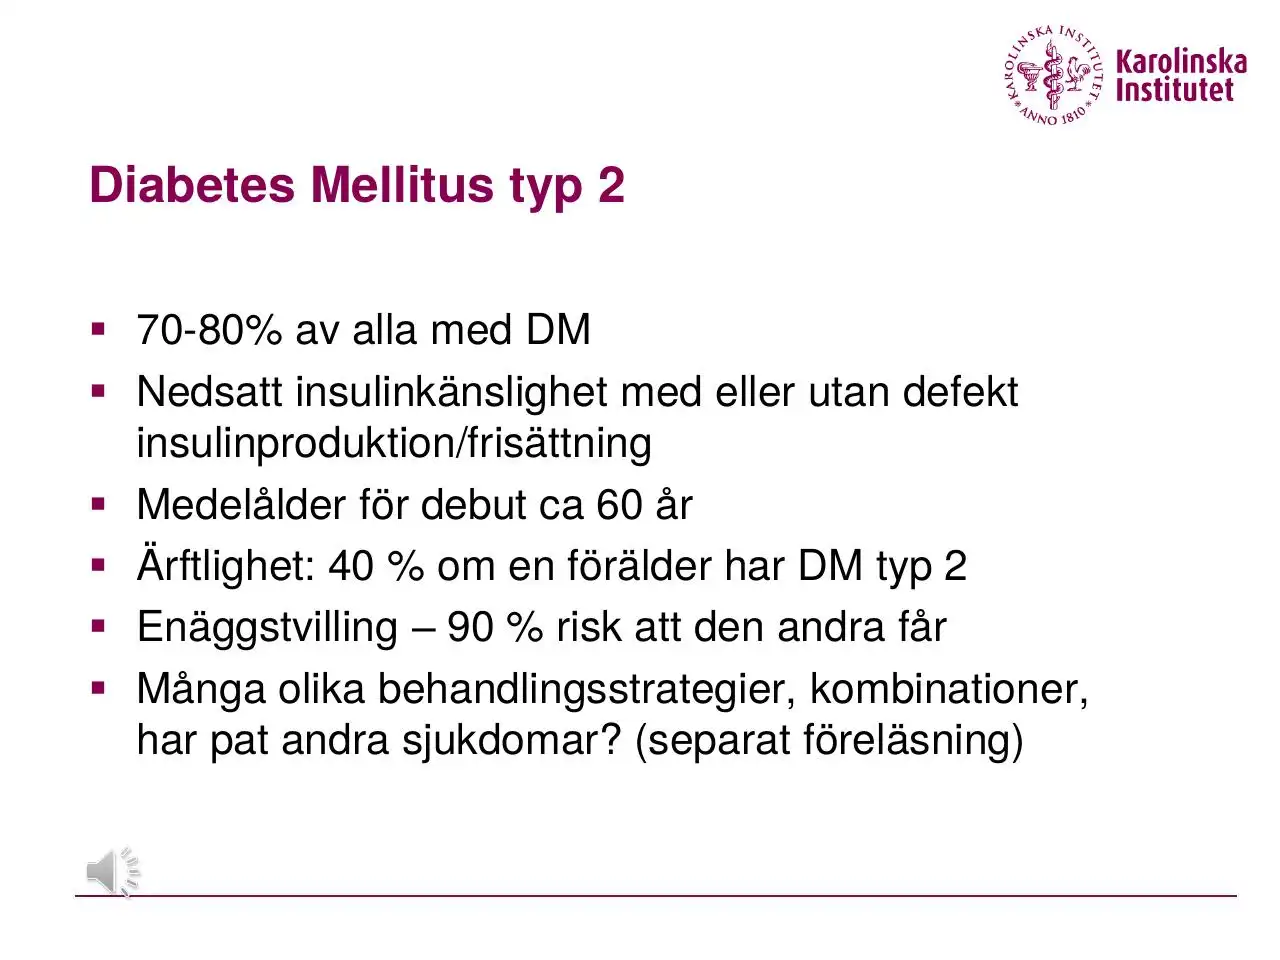 KAROLINSKA INSTITUTET
ANNO 1810
Karolinska
Institutet
Diabetes Mellitus typ 2
70-80% av alla med DM
Nedsatt insulinkänslighet med eller utan defekt
insulinproduktion/frisättning
Medelålder för debut ca 60 år
Ärftlighet: 40 % om en förälder har DM typ 2
Enäggstvilling – 90 % risk att den andra får
Många olika behandlingsstrategier, kombinationer,
har pat andra sjukdomar? (separat föreläsning)